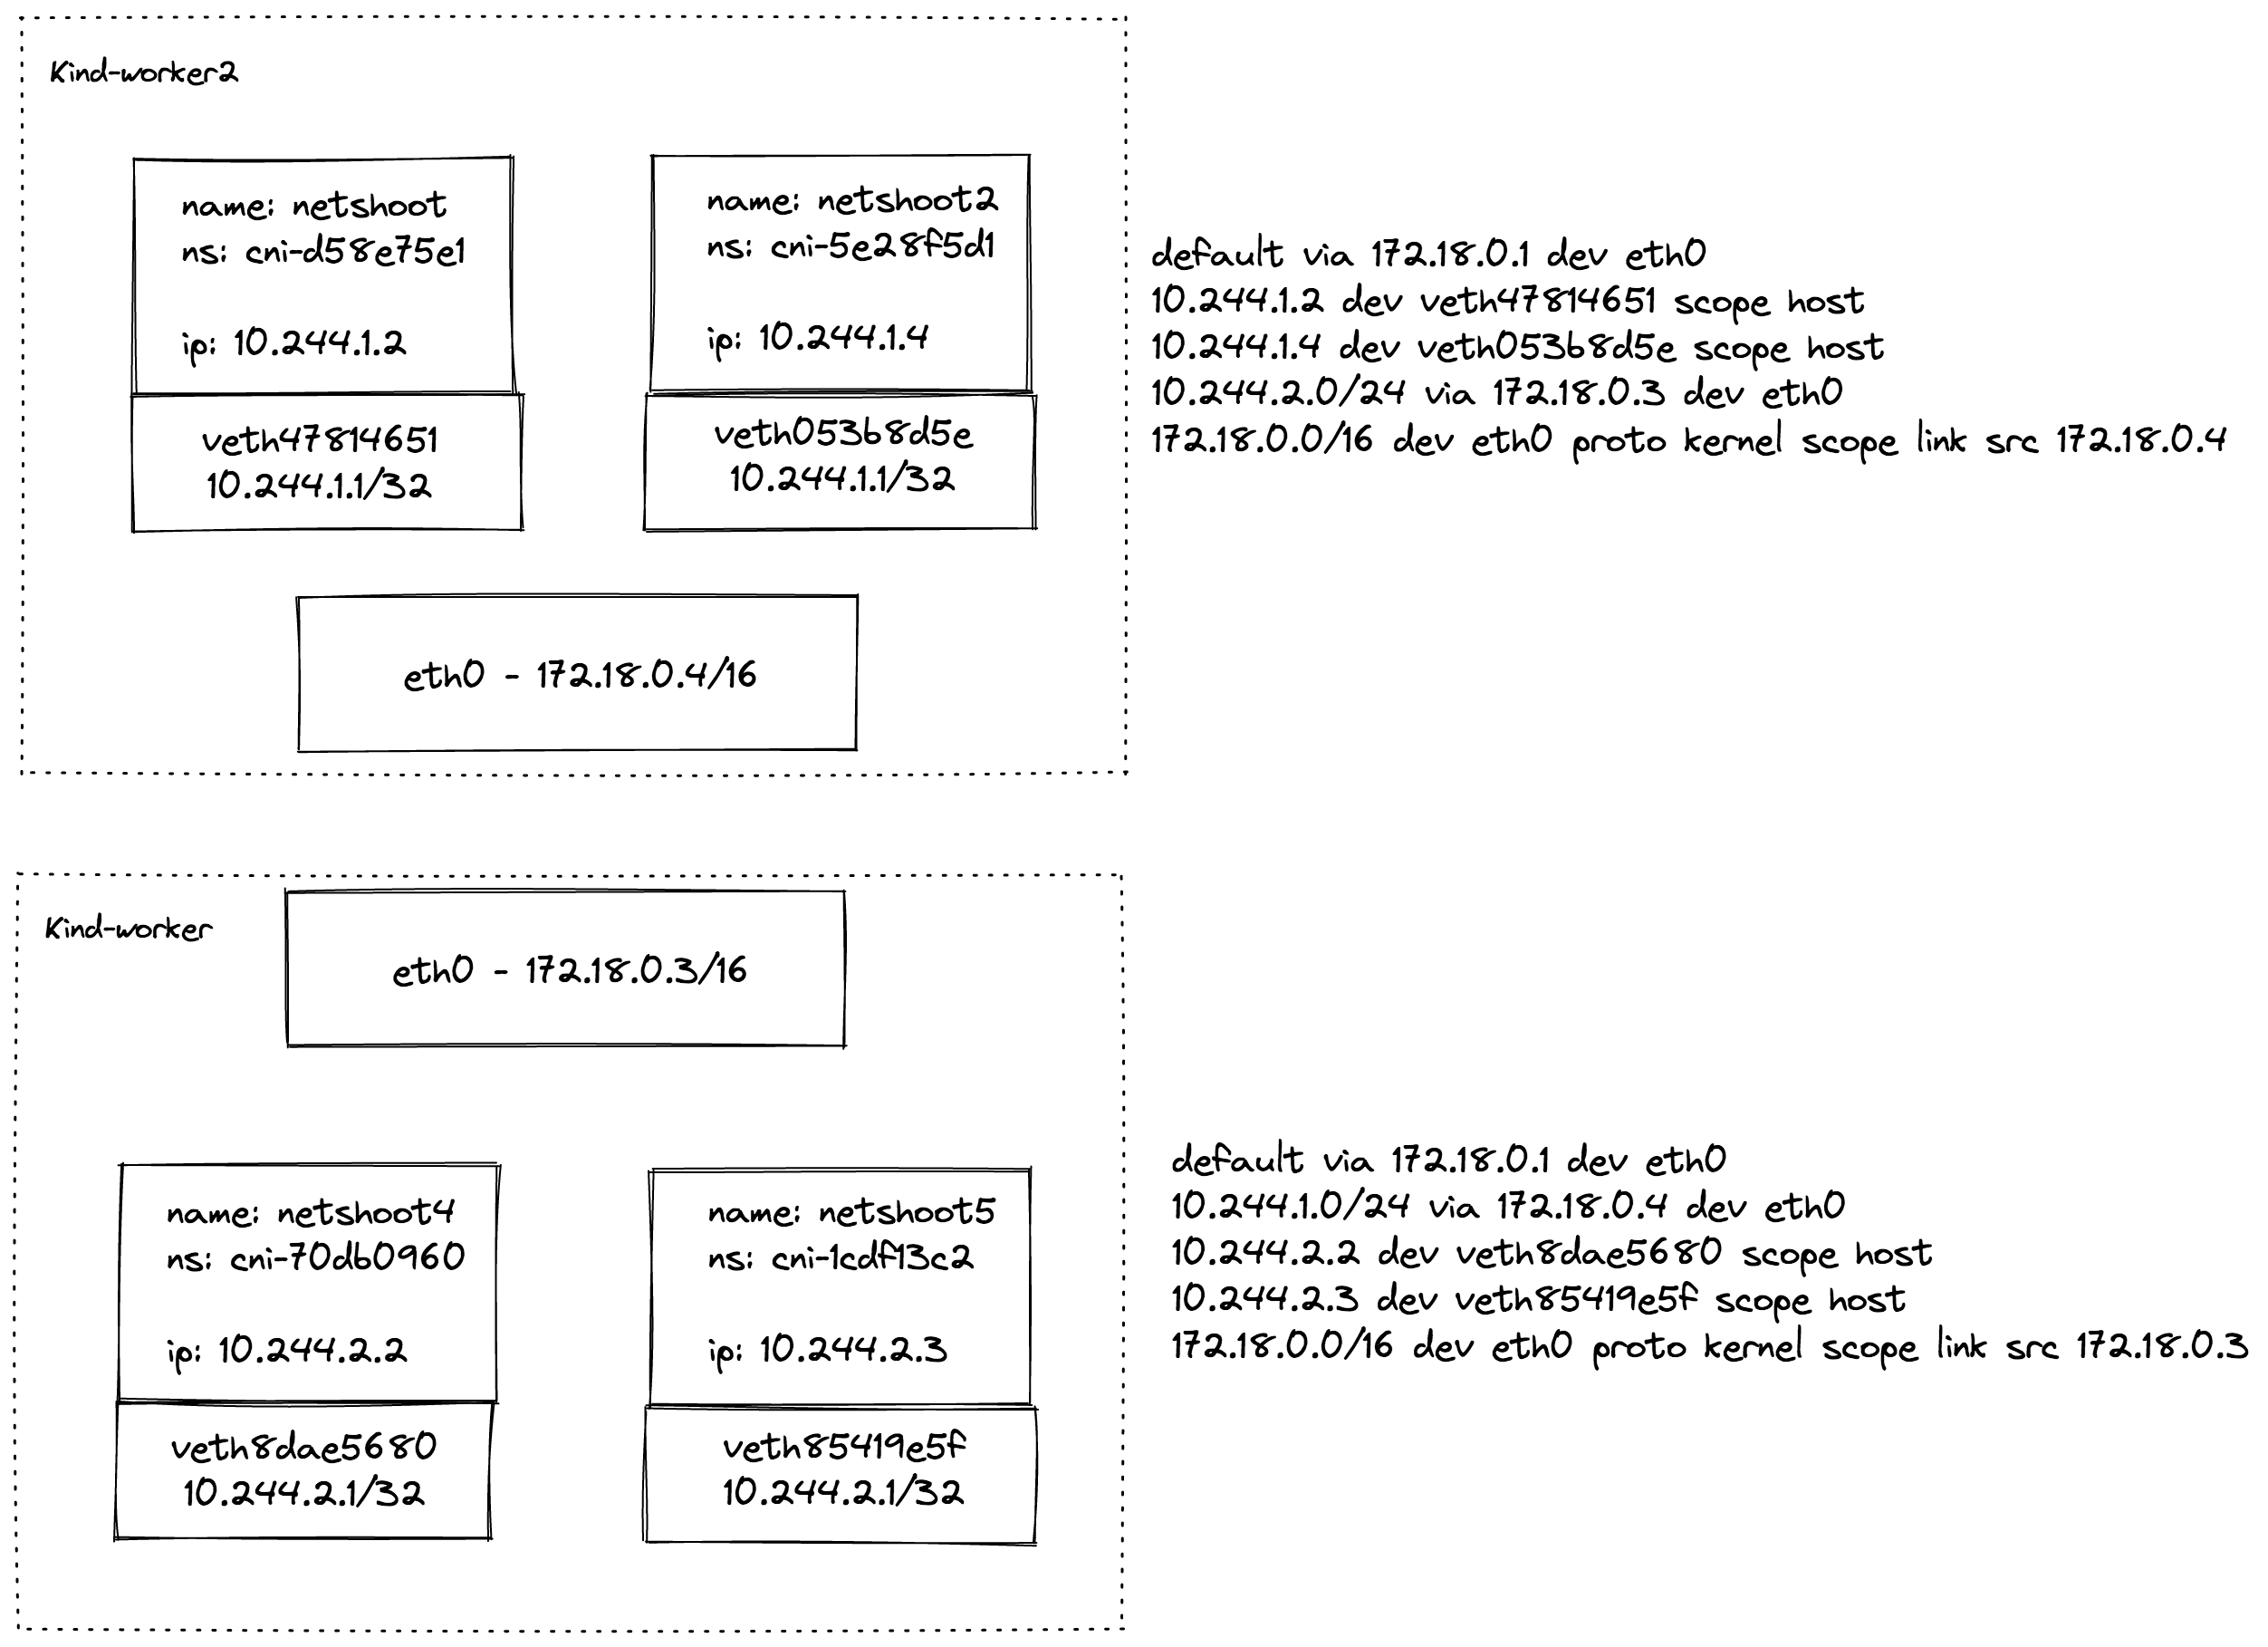 Kind-worker2
name: netshoot
ns: cni-d58e75e1
ip: 10.244.1.2
veth47814651
10.244.1.1/32
name: netshoot2
ns: cni-5e28f5d1
ip: 10.244.1.4
veth053b8d5e
10.244.1.1/32
eth0 - 172.18.0.4/16
default via 172.18.0.1 dev eth0
10.244.1.2 dev veth47814651 scope host
10.244.1.4 dev veth053b8d5e scope host
10.244.2.0/24 via 172.18.0.3 dev eth0
172.18.0.0/16 dev eth0 proto kernel scope link src 172.18.0.4
Kind-worker
eth0 - 172.18.0.3/16
name: netshoot4
ns: cni-70db0960
ip: 10.244.2.2
veth8dae5680
10.244.2.1/32
name: netshoot5
ns: cni-1cdf13c2
ip: 10.244.2.3
veth85419e5f
10.244.2.1/32
default via 172.18.0.1 dev eth0
10.244.1.0/24 via 172.18.0.4 dev eth0
10.244.2.2 dev veth8dae5680 scope host
10.244.2.3 dev veth85419e5f scope host
172.18.0.0/16 dev eth0 proto kernel scope link src 172.18.0.3